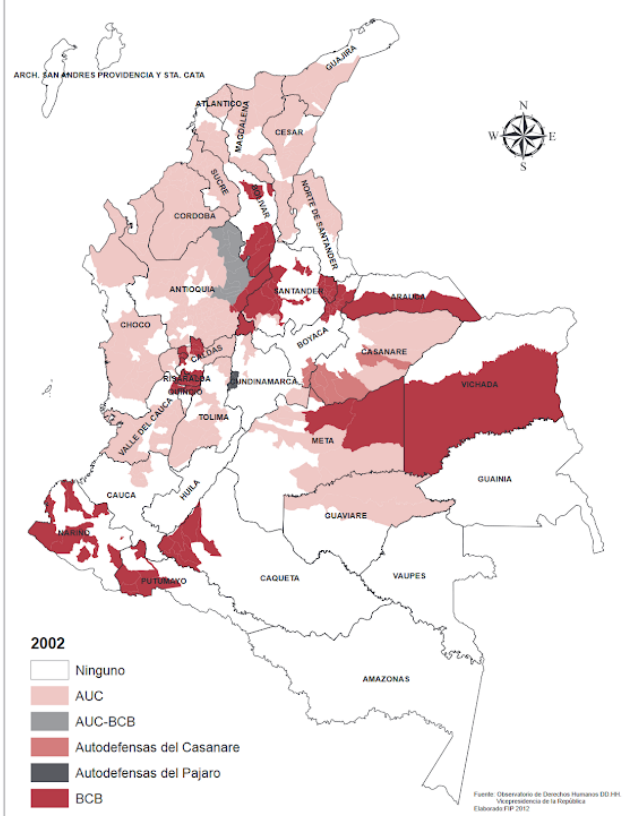 ARCH. SAN ANDRES PROVIDENCIA Y STA. CATA
GUAJIRA
ATLANTICO
MAGDALENA
CESAR
N
W E
S
SUCRE
BOLIVAR
NORTE DE SANTANDER
CORDOBA
ANTIOQUIA
SANTANDER
ARAUCA
CHOCO
BOYACA
CASANARE
CALDAS
RISARALDA
CUNDINAMARCA
VICHADA
QUINDIO
TOLIMA
VALLE DEL CAUCA
META
GUAINIA
CAUCA
HUILA
GUAVIARE
NARIÑO
PUTUMAYO
CAQUETA
VAUPES
AMAZONAS
2002
Ninguno
AUC
AUC-BCB
Autodefensas del Casanare
Autodefensas del Pajaro
BCB
Fuente: Observatorio de Derechos Humanos DD.HH.
Vicepresidencia de la República
Elaborado FIP 2012